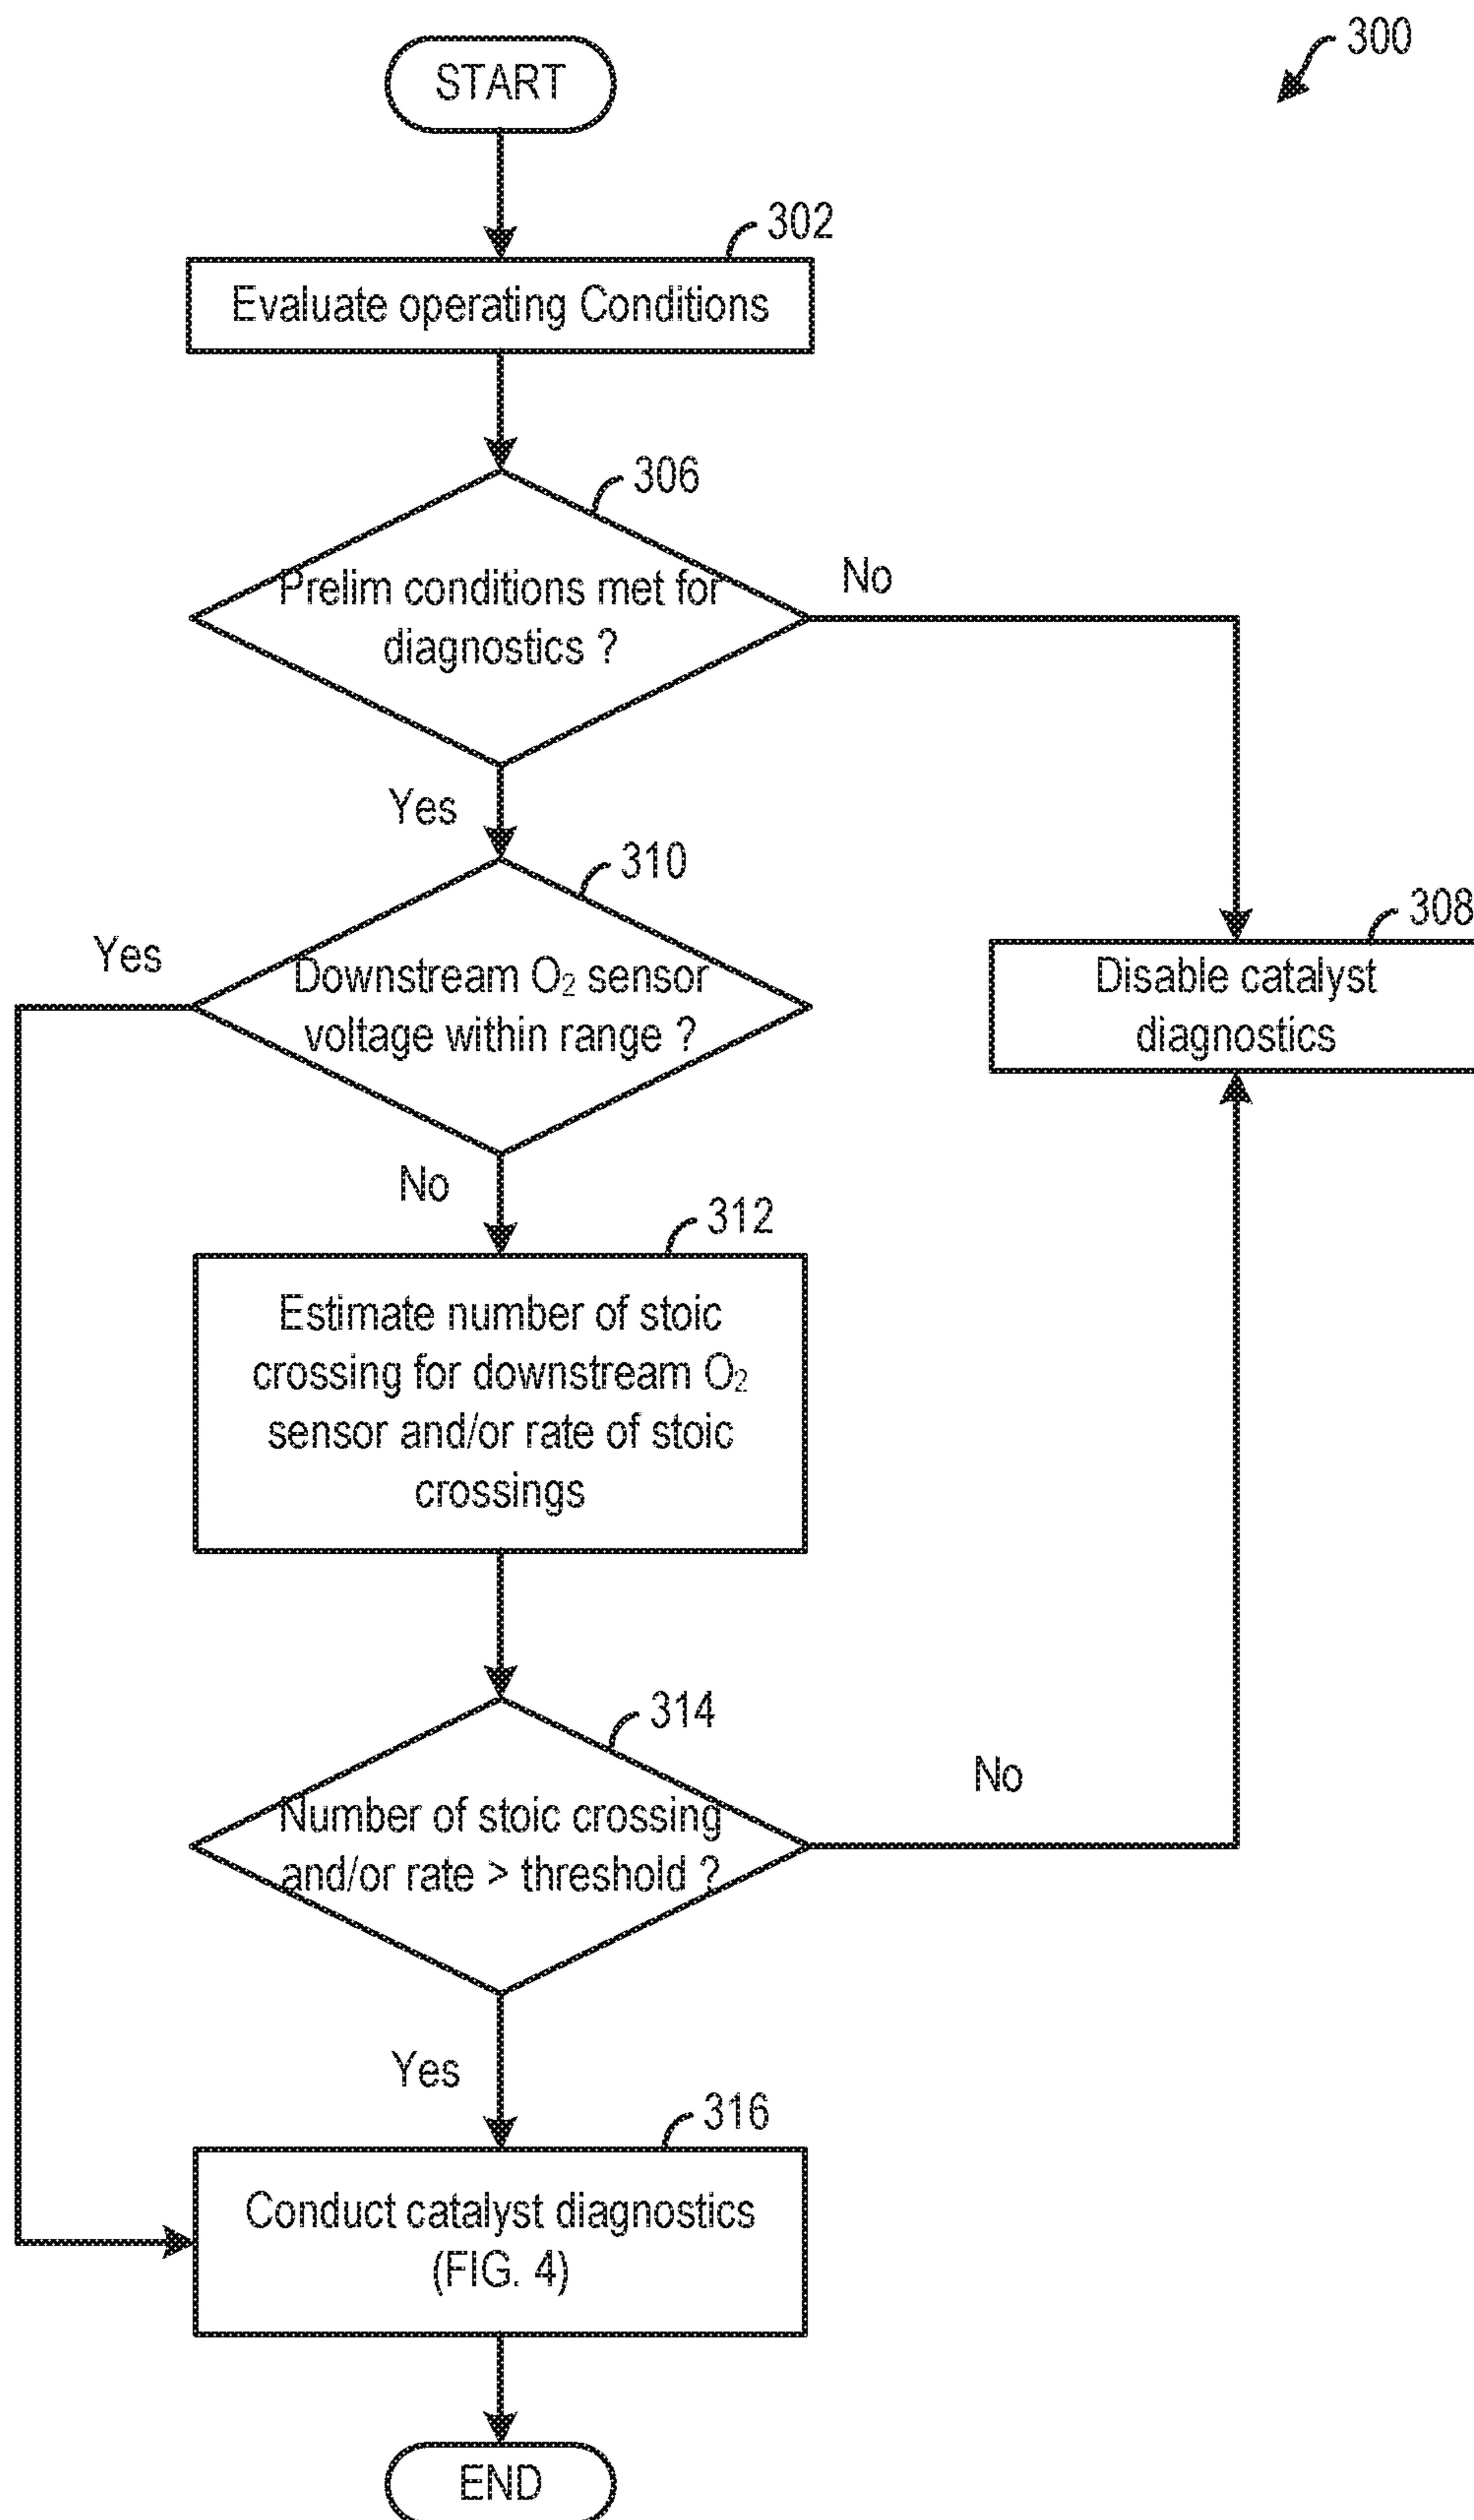 300
START
302
Evaluate operating Conditions
306
Prelim conditions met for
diagnostics ?
No
Yes
310
Downstream O₂ sensor
voltage within range ?
Yes
308
Disable catalyst
diagnostics
No
312
Estimate number of stoic
crossing for downstream O₂
sensor and/or rate of stoic
crossings
314
Number of stoic crossing
and/or rate > threshold ?
No
Yes
316
Conduct catalyst diagnostics
(FIG. 4)
END